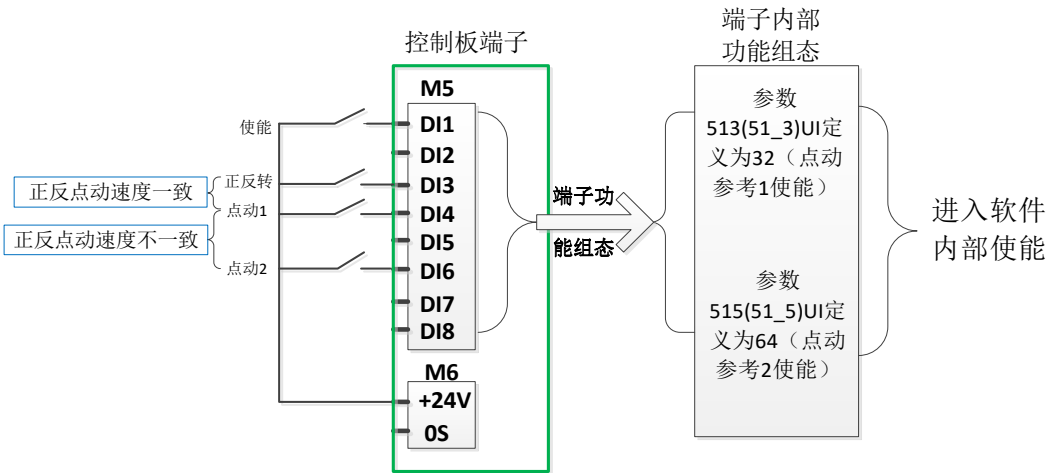 控制板端子
端子内部
功能组态
M5
DI1
DI2
DI3
DI4
DI5
DI6
DI7
DI8
M6
+24V
0S
使能
正反转
点动1
点动2
正反点动速度一致
正反点动速度不一致
端子功
能组态
参数
513(51_3)UI定
义为32（点动
参考1使能）
参数
515(51_5)UI定
义为64（点动
参考2使能）
进入软件
内部使能